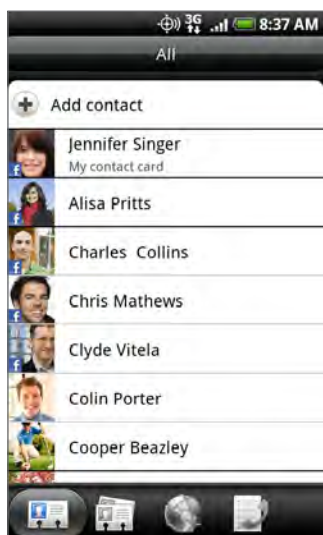 3G 8:37 AM
All
Add contact
Jennifer Singer
My contact card
Alisa Pritts
Charles Collins
Chris Mathews
Clyde Vitela
Colin Porter
Cooper Beazley